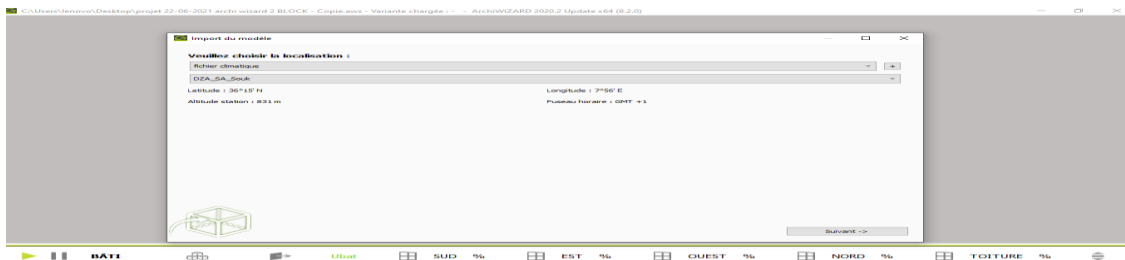 C:\Users\lenovo\Desktop\projet 22-06-2021 archi wizard 2 BLOCK - Copie.aws - Variante chargée : - - ArchiWIZARD 2020.2 Update x64 (8.2.0)
Import du modèle
Veuillez choisir la localisation :
fichier climatique +
DZA_SA_Souk
Latitude : 36°15' N Longitude : 7°56' E
Altitude station : 831 m Fuseau horaire : GMT +1
Suivant ->
BÂTI Ubat SUD % EST % OUEST % NORD % TOITURE %